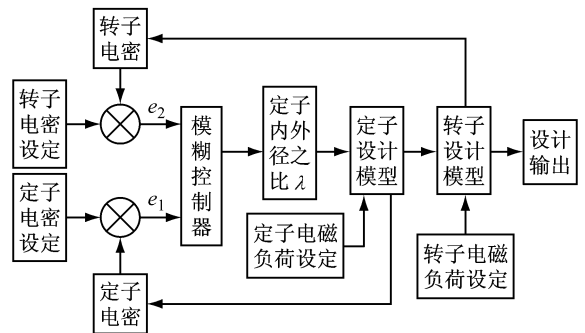 转子
电密
转子
电密
设定
e₂
模
糊
控
制
器
定子
内外
径之
比 λ
定子
设计
模型
转子
设计
模型
设计
输出
定子
电密
设定
e₁
定子电磁
负荷设定
转子电磁
负荷设定
定子
电密